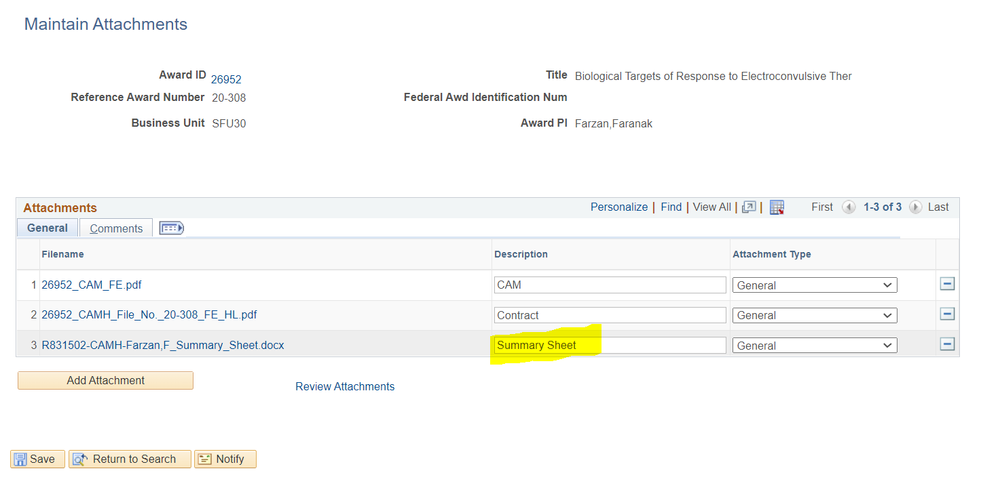 Maintain Attachments
Award ID 26952 Title Biological Targets of Response to Electroconvulsive Ther
Reference Award Number 20-308 Federal Awd Identification Num
Business Unit SFU30 Award PI Farzan,Faranak
Attachments Personalize | Find | View All | | First 1-3 of 3 Last
General Comments
Filename Description Attachment Type
1 26952_CAM_FE.pdf CAM General
2 26952_CAMH_File_No._20-308_FE_HL.pdf Contract General
3 R831502-CAMH-Farzan,F_Summary_Sheet.docx Summary Sheet General
Add Attachment Review Attachments
Save Return to Search Notify